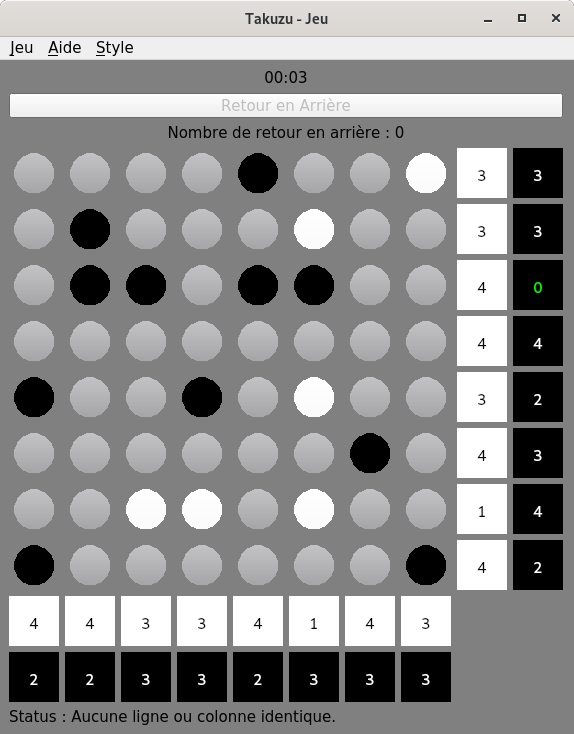 Takuzu - Jeu
Jeu Aide Style
00:03
Retour en Arrière
Nombre de retour en arrière : 0
3 3
3 3
4 0
4 4
3 2
4 3
1 4
4 2
4 4 3 3 4 1 4 3
2 2 3 3 2 3 3 3
Status : Aucune ligne ou colonne identique.